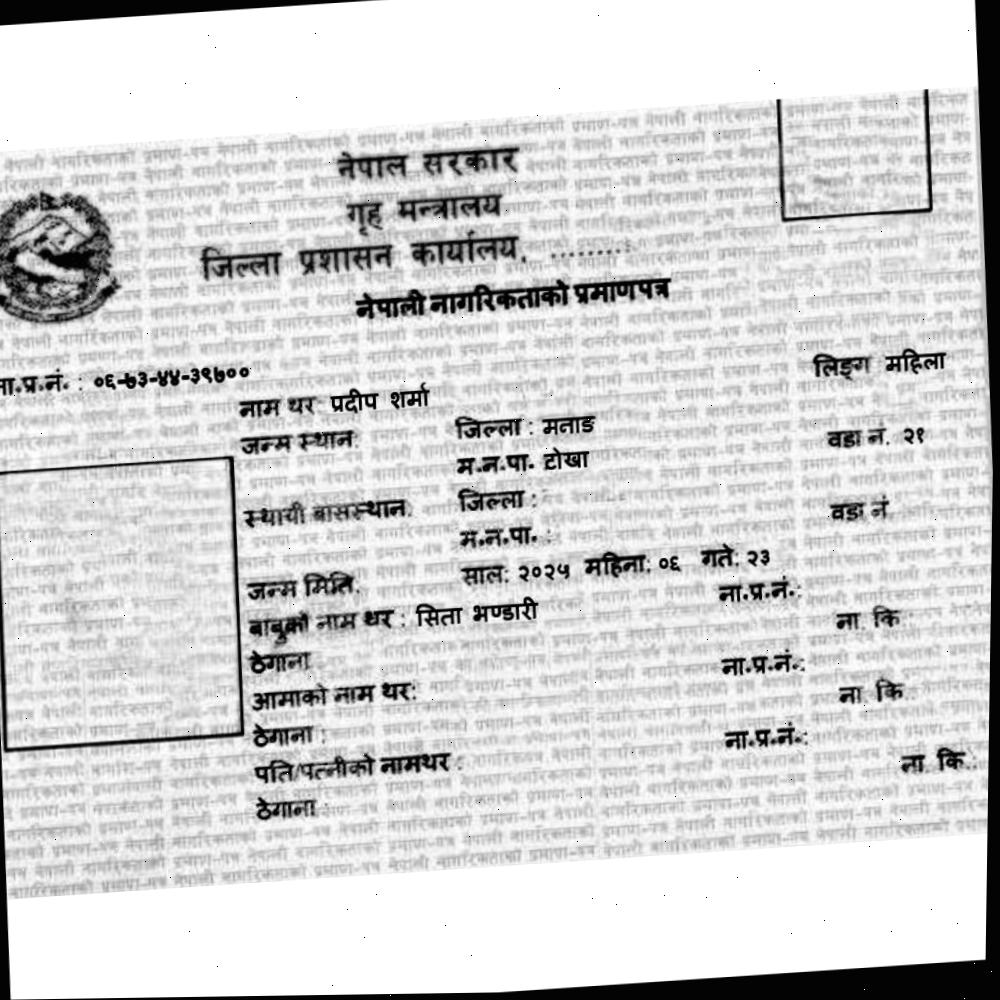 नेपाल सरकार
गृह मन्त्रालय
जिल्ला प्रशासन कार्यालय, .........
नेपाली नागरिकताको प्रमाणपत्र
ना.प्र.नं. : ०६-७३-४४-३९७००
लिङ्ग महिला
नाम थर: प्रदीप शर्मा
जन्म स्थान: जिल्ला : मताङ वडा नं. २१
म.न.पा. टोखा
स्थायी बासस्थान: जिल्ला : वडा नं
म.न.पा. :
जन्म मिति: साल: २०२५ महिना: ०६ गते: २३
बाबुको नाम थर : सिता भण्डारी ना.प्र.नं.:
ठेगाना ना. कि :
आमाको नाम थर: ना.प्र.नं.:
ठेगाना : ना. कि :
पति/पत्नीको नामथर : ना.प्र.नं.:
ठेगाना : ना. कि.: